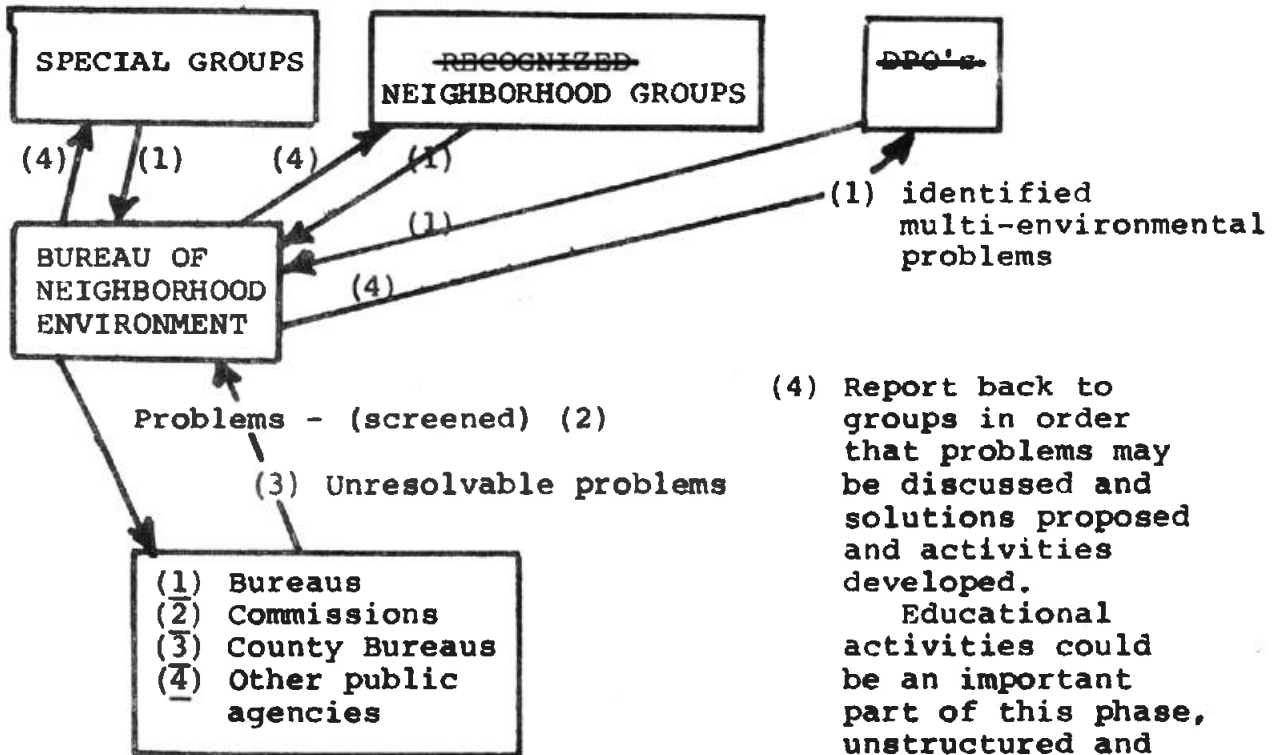 SPECIAL GROUPS
RECOGNIZED
NEIGHBORHOOD GROUPS
DPO's
(4)
(1)
(4)
(1)
(1) identified
multi-environmental
problems
(1)
(4)
BUREAU OF
NEIGHBORHOOD
ENVIRONMENT
Problems - (screened) (2)
(3) Unresolvable problems
(1) Bureaus
(2) Commissions
(3) County Bureaus
(4) Other public
agencies
(4) Report back to
groups in order
that problems may
be discussed and
solutions proposed
and activities
developed.
Educational
activities could
be an important
part of this phase,
unstructured and